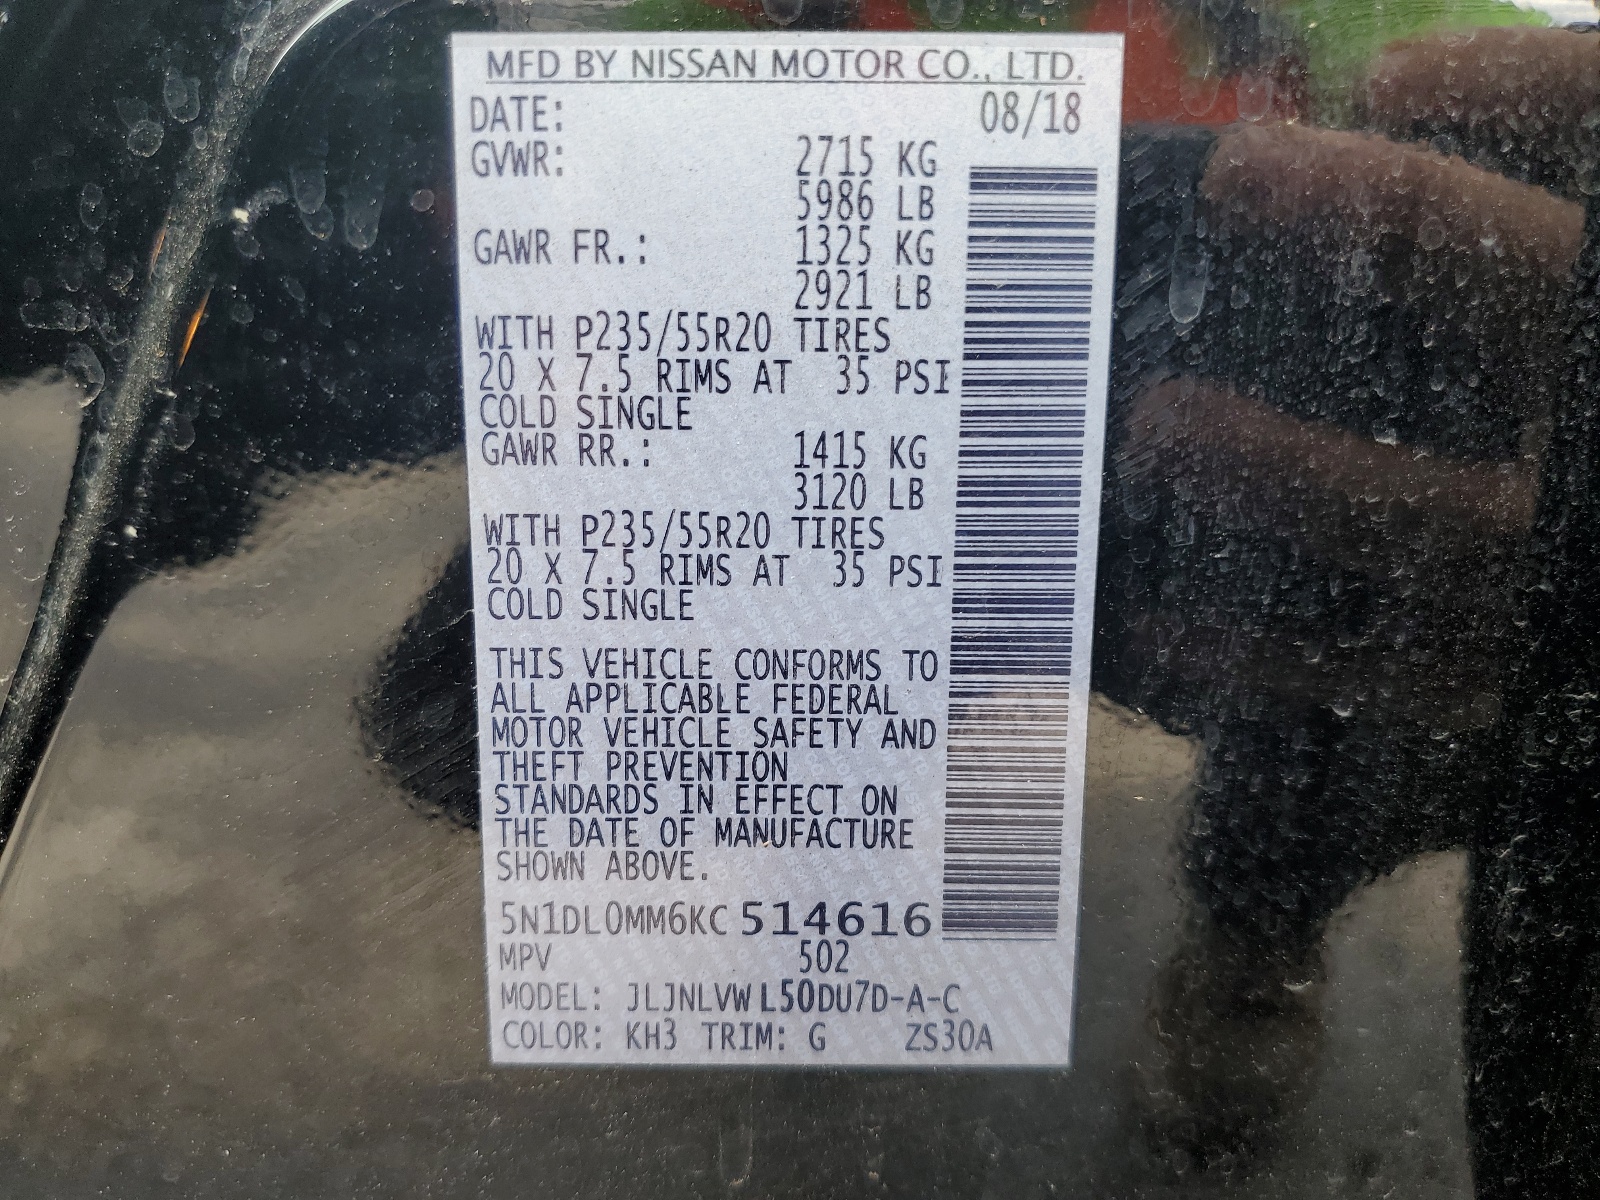 MFD BY NISSAN MOTOR CO., LTD.
DATE: 08/18
GVWR: 2715 KG
5986 LB
GAWR FR.: 1325 KG
2921 LB
WITH P235/55R20 TIRES
20 X 7.5 RIMS AT 35 PSI
COLD SINGLE
GAWR RR.: 1415 KG
3120 LB
WITH P235/55R20 TIRES
20 X 7.5 RIMS AT 35 PSI
COLD SINGLE
THIS VEHICLE CONFORMS TO
ALL APPLICABLE FEDERAL
MOTOR VEHICLE SAFETY AND
THEFT PREVENTION
STANDARDS IN EFFECT ON
THE DATE OF MANUFACTURE
SHOWN ABOVE.
5N1DL0MM6KC 514616
MPV 502
MODEL: JLJNLVW L50DU7D-A-C
COLOR: KH3 TRIM: G ZS30A